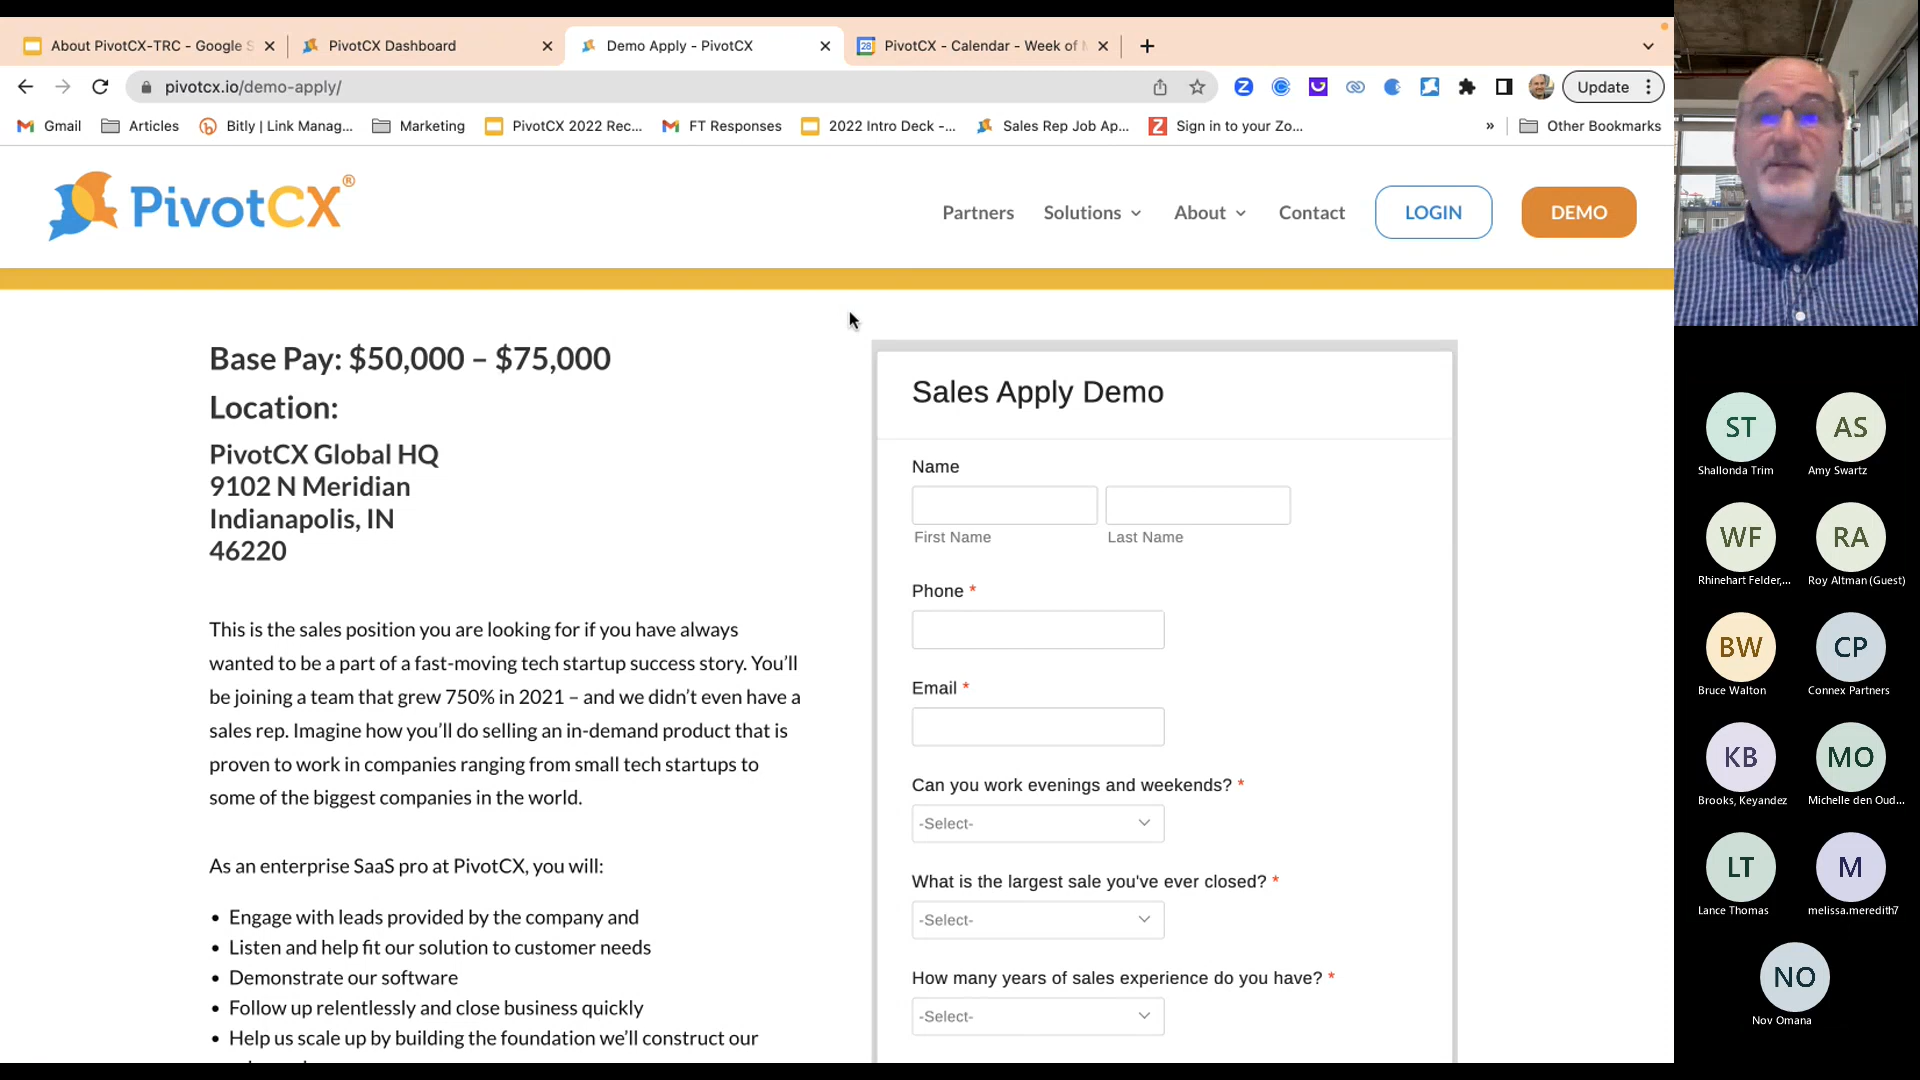 About PivotCX-TRC - Google S
PivotCX Dashboard
Demo Apply - PivotCX
28
PivotCX - Calendar - Week of
pivotcx.io/demo-apply/
Update
Gmail
Articles
Bitly | Link Manag...
Marketing
PivotCX 2022 Rec...
FT Responses
2022 Intro Deck -...
Sales Rep Job Ap...
Sign in to your Zo...
»
Other Bookmarks
PivotCX®
Partners
Solutions
About
Contact
LOGIN
DEMO
Base Pay: $50,000 – $75,000
Location:
PivotCX Global HQ
9102 N Meridian
Indianapolis, IN
46220
This is the sales position you are looking for if you have always
wanted to be a part of a fast-moving tech startup success story. You’ll
be joining a team that grew 750% in 2021 – and we didn’t even have a
sales rep. Imagine how you’ll do selling an in-demand product that is
proven to work in companies ranging from small tech startups to
some of the biggest companies in the world.
As an enterprise SaaS pro at PivotCX, you will:
• Engage with leads provided by the company and
• Listen and help fit our solution to customer needs
• Demonstrate our software
• Follow up relentlessly and close business quickly
• Help us scale up by building the foundation we’ll construct our
Sales Apply Demo
Name
First Name
Last Name
Phone *
Email *
Can you work evenings and weekends? *
-Select-
What is the largest sale you've ever closed? *
-Select-
How many years of sales experience do you have? *
-Select-
ST
Shallonda Trim
AS
Amy Swartz
WF
Rhinehart Felder,...
RA
Roy Altman (Guest)
BW
Bruce Walton
CP
Connex Partners
KB
Brooks, Keyandez
MO
Michelle den Oud...
LT
Lance Thomas
M
melissa.meredith7
NO
Nov Omana